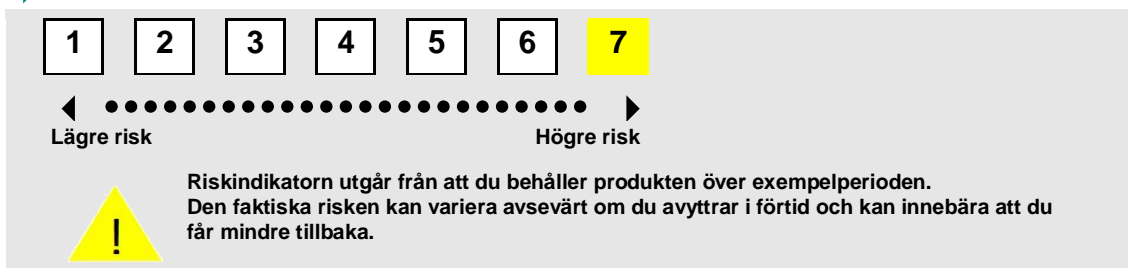 1 2 3 4 5 6 7
Lägre risk Högre risk
Riskindikatorn utgår från att du behåller produkten över exempelperioden.
Den faktiska risken kan variera avsevärt om du avyttrar i förtid och kan innebära att du
får mindre tillbaka.
!